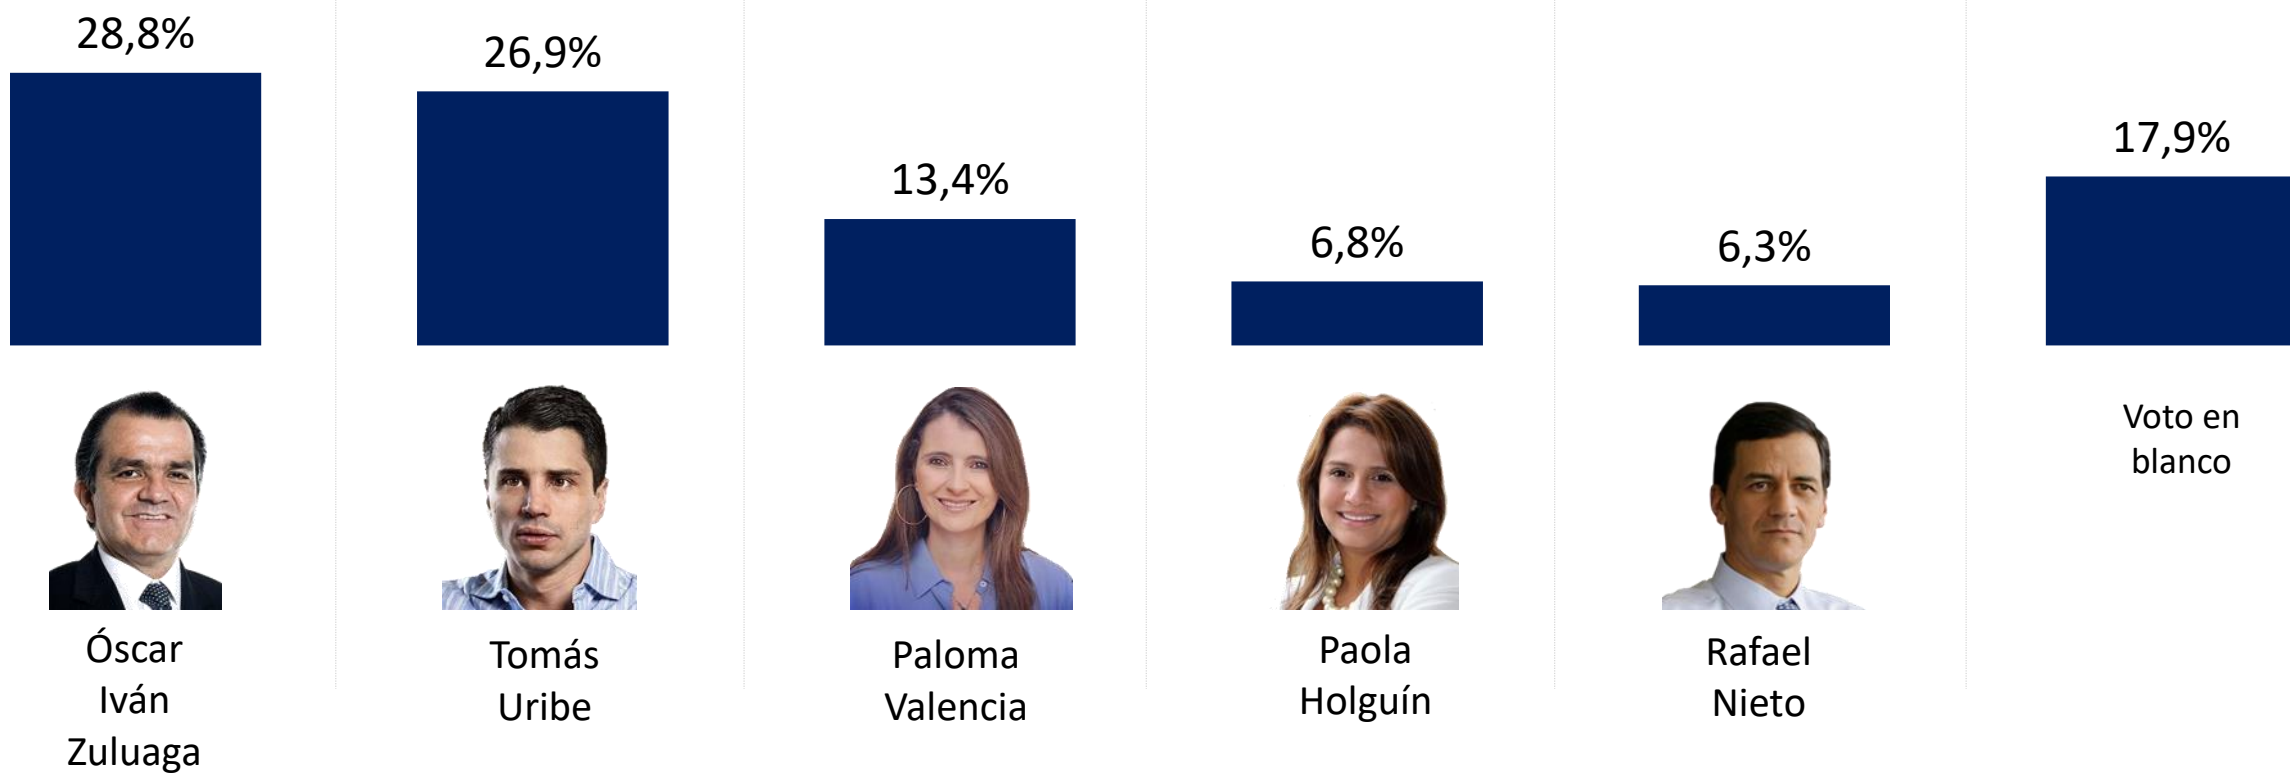 28,8%
26,9%
13,4%
6,8%
6,3%
17,9%
Óscar
Iván
Zuluaga
Tomás
Uribe
Paloma
Valencia
Paola
Holguín
Rafael
Nieto
Voto en
blanco